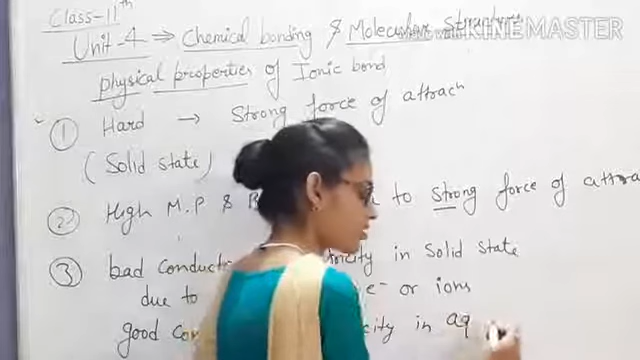 Class-11th
Unit-4 → Chemical bonding & Molecular Structure
KINEMASTER
physical properties of Ionic bond
① Hard → Strong force of attrach
(Solid state)
② High M.P & to strong force of attra
③ bad conduct in solid state
due to e⁻ or ions
good in aq